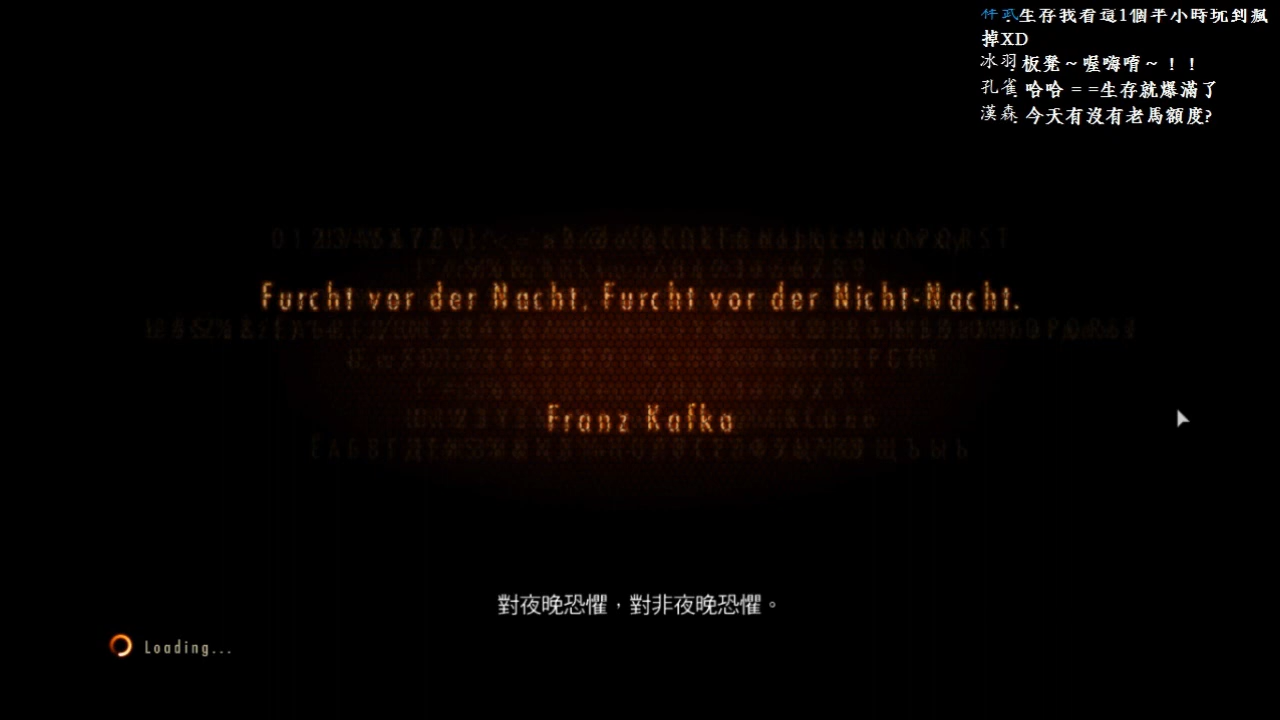 生存我看這1個半小時玩到瘋
掉XD
冰羽. 板凳～喔嗨唷～！！
孔雀. 哈哈 = =生存就爆滿了
漢森. 今天有沒有老馬額度?
Furcht vor der Nacht. Furcht vor der Nicht-Nacht.
Franz Kafka
對夜晚恐懼，對非夜晚恐懼。
Loading...